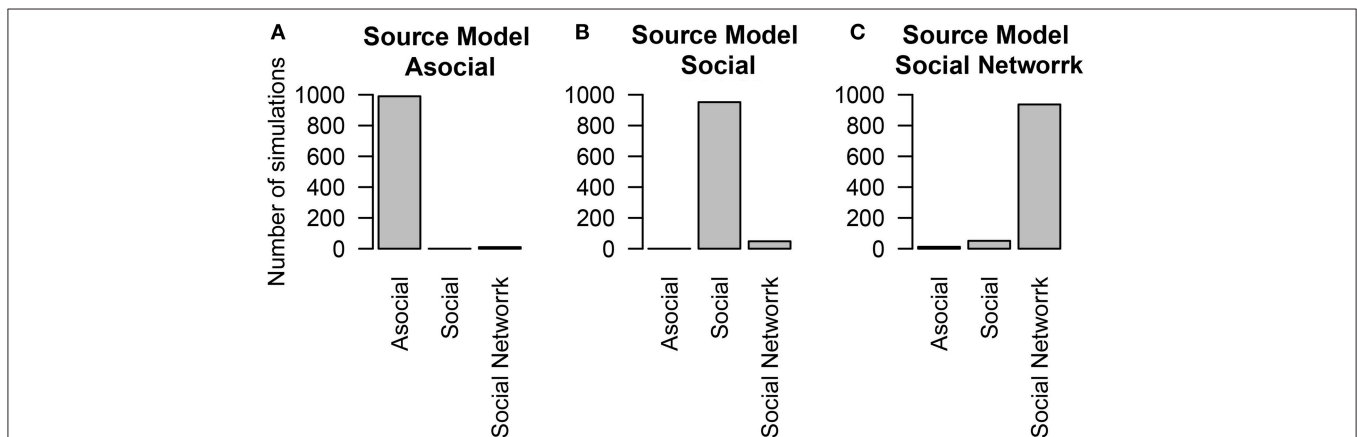 A
Source Model
Asocial
B
Source Model
Social
C
Source Model
Social Networrk
Number of simulations
1000
800
600
400
200
0
Asocial
Social
Social Networrk
1000
800
600
400
200
0
Asocial
Social
Social Networrk
1000
800
600
400
200
0
Asocial
Social
Social Networrk